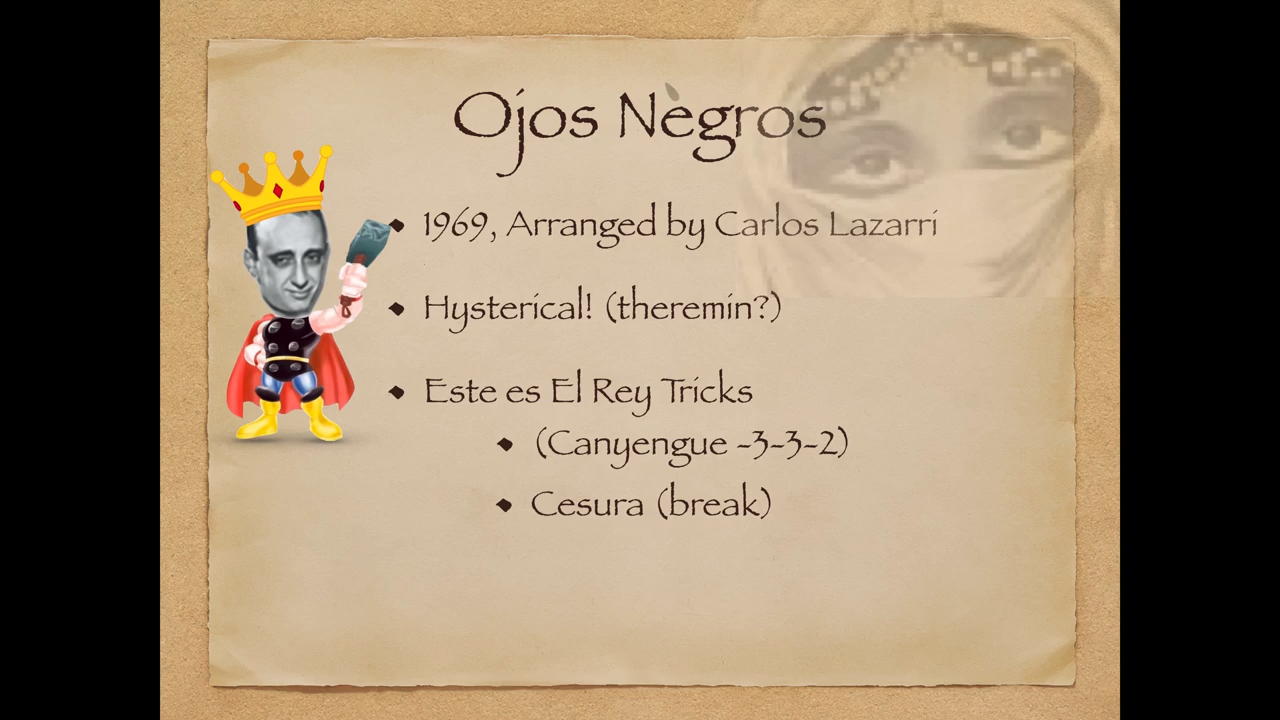 Ojos Negros
1969, Arranged by Carlos Lazarri
Hysterical! (theremin?)
Este es El Rey Tricks
(Canyengue -3-3-2)
Cesura (break)